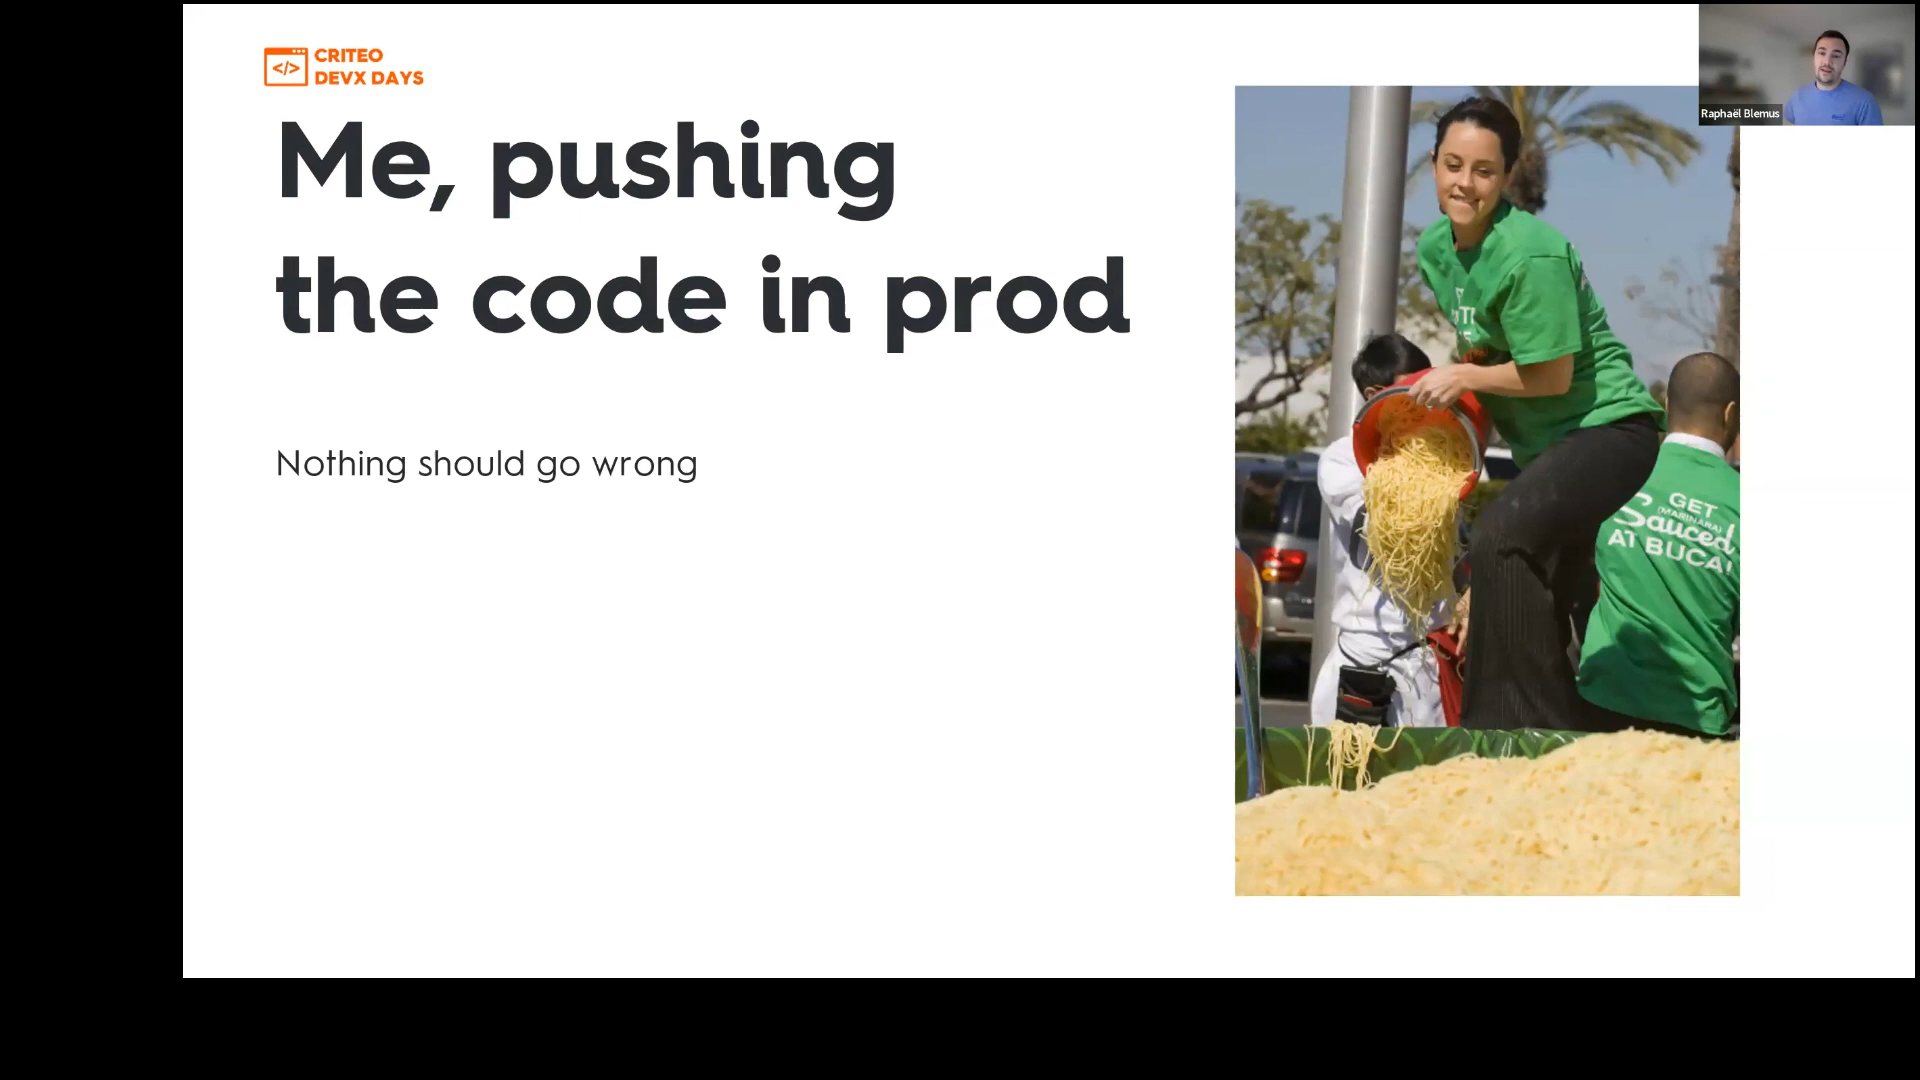 CRITEO
DEVX DAYS
Me, pushing
the code in prod
Nothing should go wrong
Raphaël Blemus
GET
(MARINARA)
Sauced
AT BUCA!